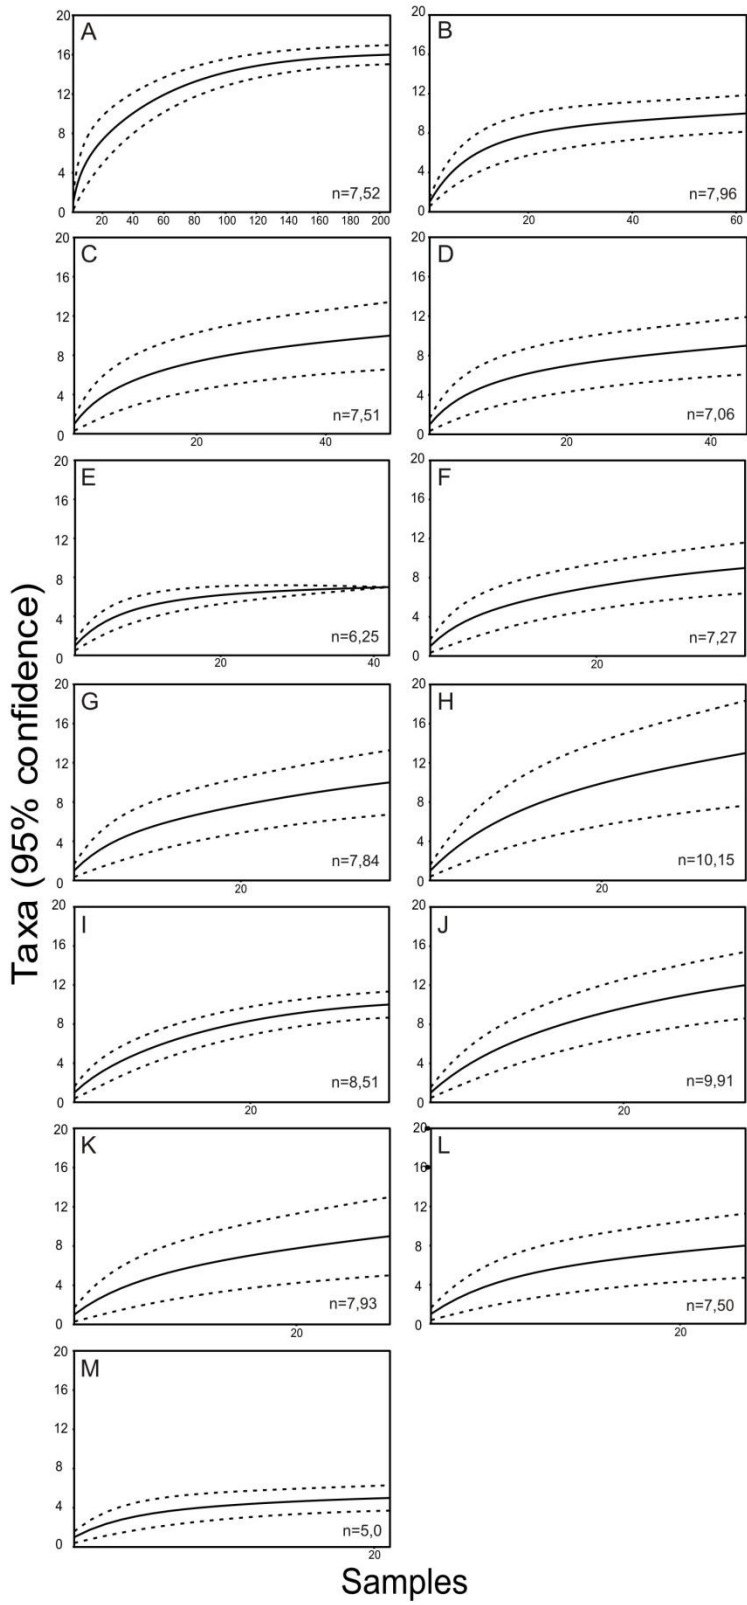 Taxa (95% confidence)
A
20
16
12
8
4
0
20 40 60 80 100 120 140 160 180 200
n=7,52
B
20
16
12
8
4
0
20 40 60
n=7,96
C
20
16
12
8
4
0
20 40
n=7,51
D
20
16
12
8
4
0
20 40
n=7,06
E
20
16
12
8
4
0
20 40
n=6,25
F
20
16
12
8
4
0
20
n=7,27
G
20
16
12
8
4
0
20
n=7,84
H
20
16
12
8
4
0
20
n=10,15
I
20
16
12
8
4
0
20
n=8,51
J
20
16
12
8
4
0
20
n=9,91
K
20
16
12
8
4
0
20
n=7,93
L
20
16
12
8
4
0
20
n=7,50
M
20
16
12
8
4
0
20
n=5,0
Samples